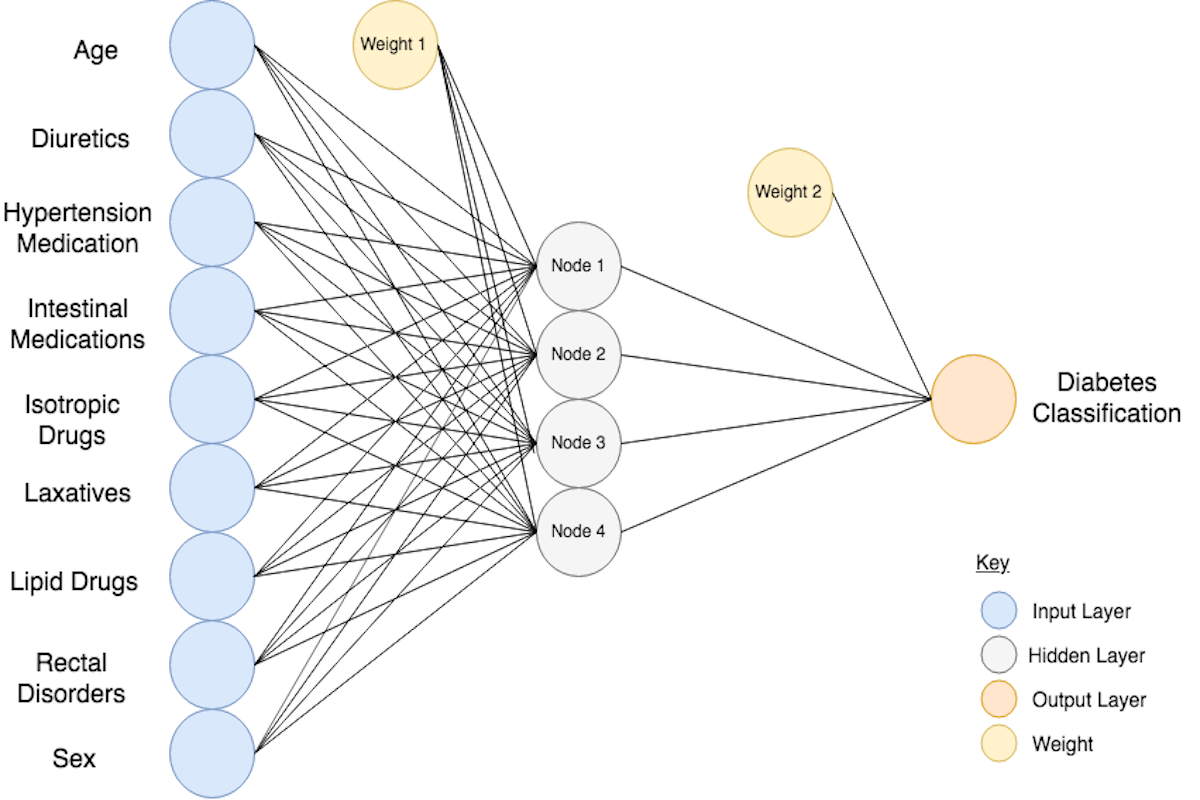 Age
Diuretics
Hypertension
Medication
Intestinal
Medications
Isotropic
Drugs
Laxatives
Lipid Drugs
Rectal
Disorders
Sex
Weight 1
Node 1
Node 2
Node 3
Node 4
Weight 2
Diabetes
Classification
Key
Input Layer
Hidden Layer
Output Layer
Weight